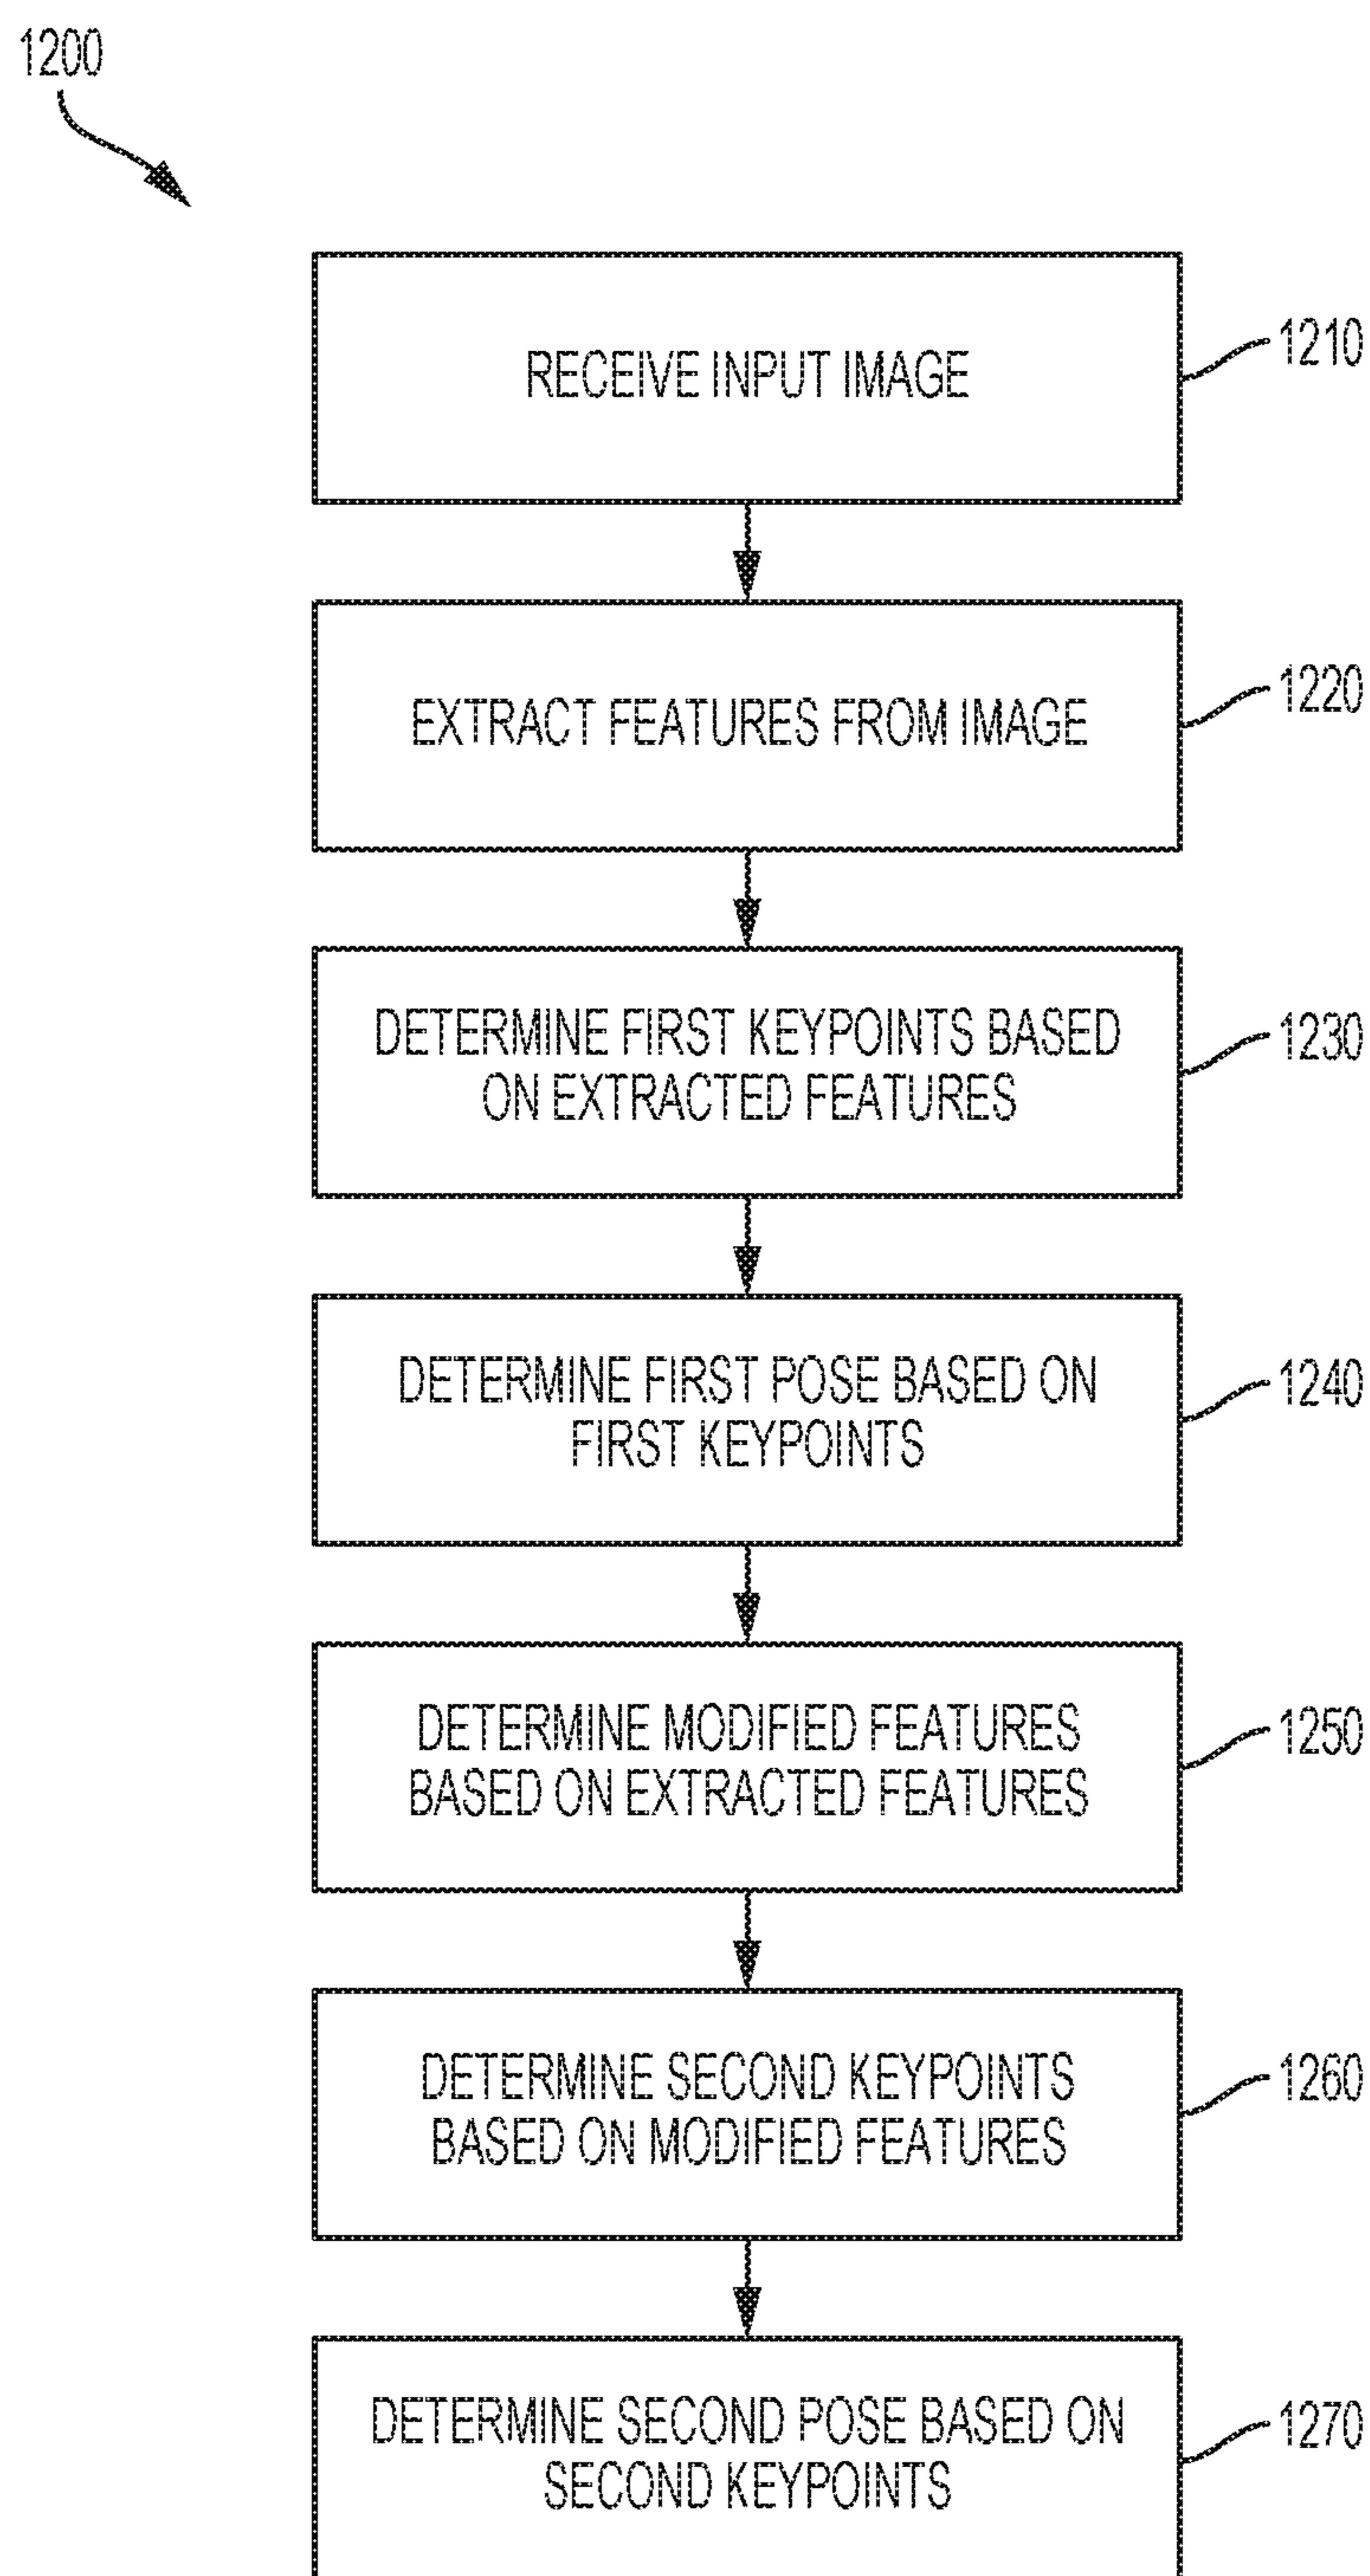 1200
RECEIVE INPUT IMAGE
1210
EXTRACT FEATURES FROM IMAGE
1220
DETERMINE FIRST KEYPOINTS BASED
ON EXTRACTED FEATURES
1230
DETERMINE FIRST POSE BASED ON
FIRST KEYPOINTS
1240
DETERMINE MODIFIED FEATURES
BASED ON EXTRACTED FEATURES
1250
DETERMINE SECOND KEYPOINTS
BASED ON MODIFIED FEATURES
1260
DETERMINE SECOND POSE BASED ON
SECOND KEYPOINTS
1270